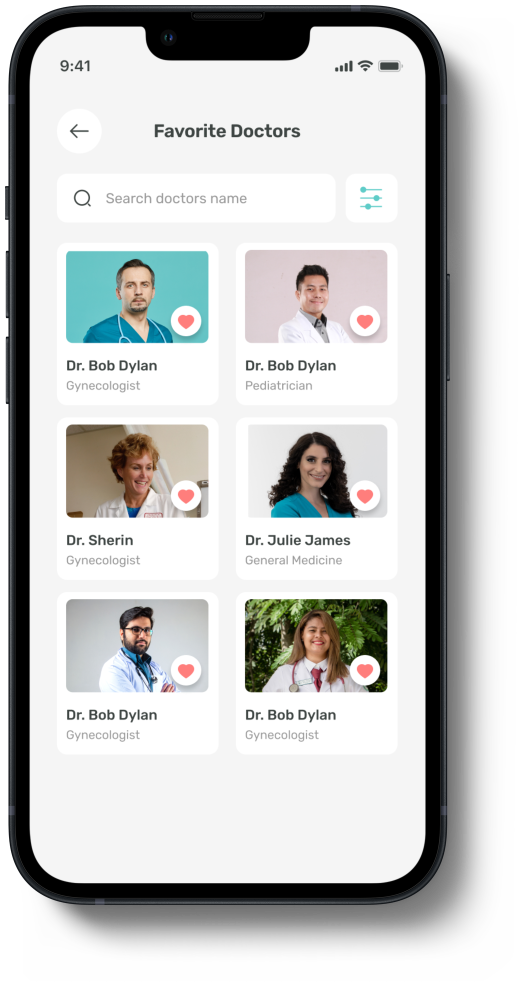 9:41
Favorite Doctors
Search doctors name
Dr. Bob Dylan
Gynecologist
Dr. Bob Dylan
Pediatrician
Dr. Sherin
Gynecologist
Dr. Julie James
General Medicine
Dr. Bob Dylan
Gynecologist
Dr. Bob Dylan
Gynecologist